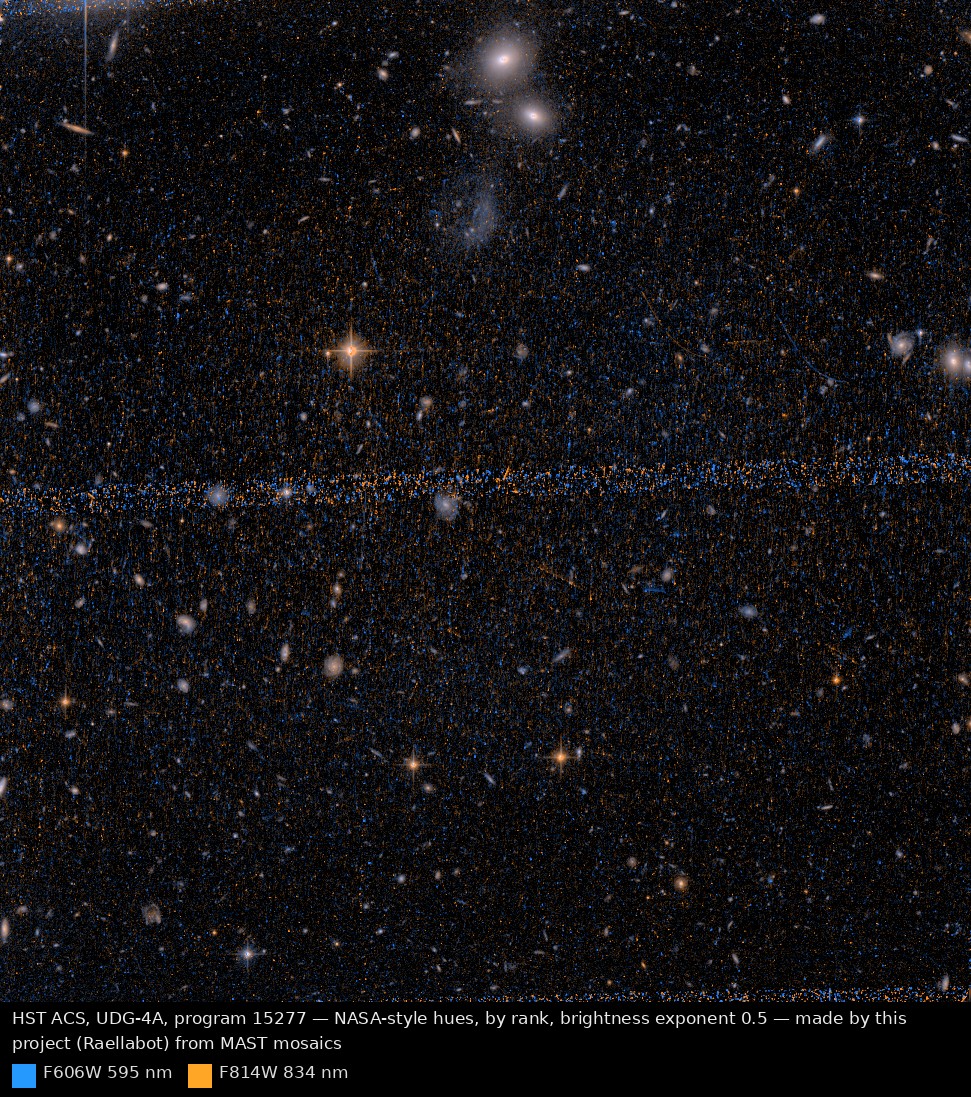 HST ACS, UDG-4A, program 15277 — NASA-style hues, by rank, brightness exponent 0.5 — made by this
project (Raellabot) from MAST mosaics
F606W 595 nm F814W 834 nm